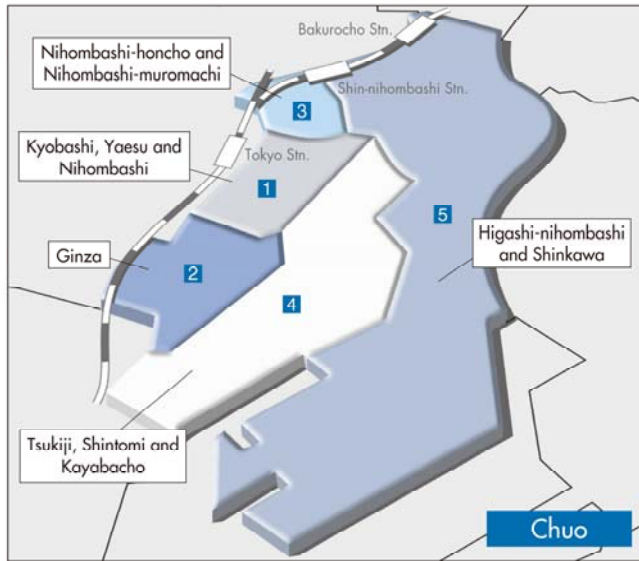 Bakurocho Stn.
Nihombashi-honcho and
Nihombashi-muromachi
Shin-nihombashi Stn.
3
Kyobashi, Yaesu and
Nihombashi
Tokyo Stn.
1
5
Higashi-nihombashi
and Shinkawa
Ginza
2
4
Tsukiji, Shintomi and
Kayabacho
Chuo